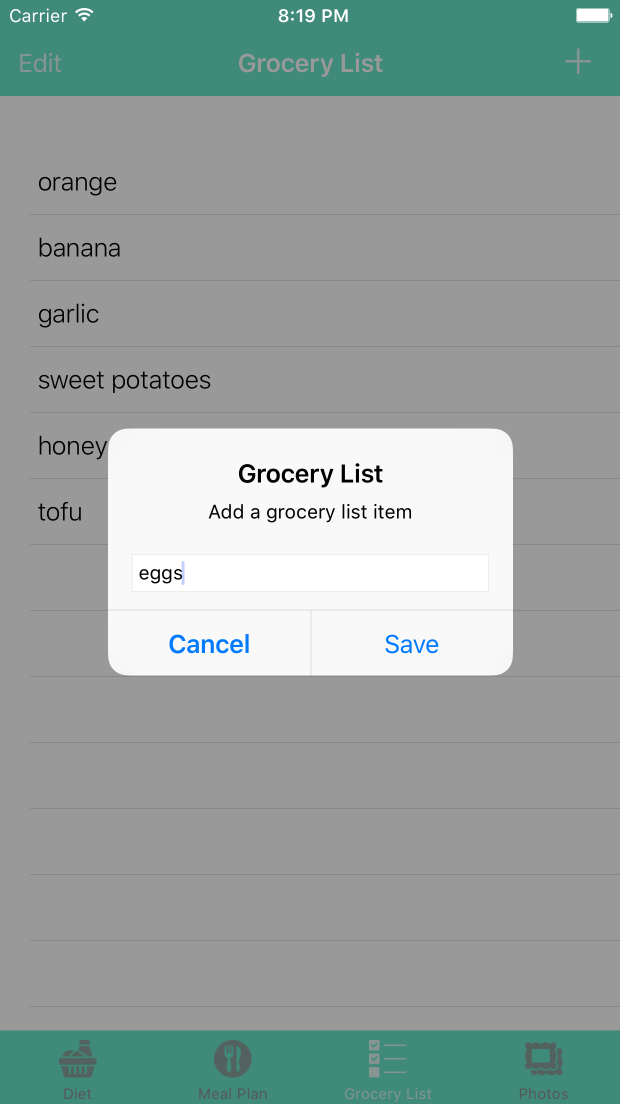 Carrier 8:19 PM
Edit Grocery List +
orange
banana
garlic
sweet potatoes
honey
tofu
Grocery List
Add a grocery list item
eggs
Cancel Save
Diet Meal Plan Grocery List Photos